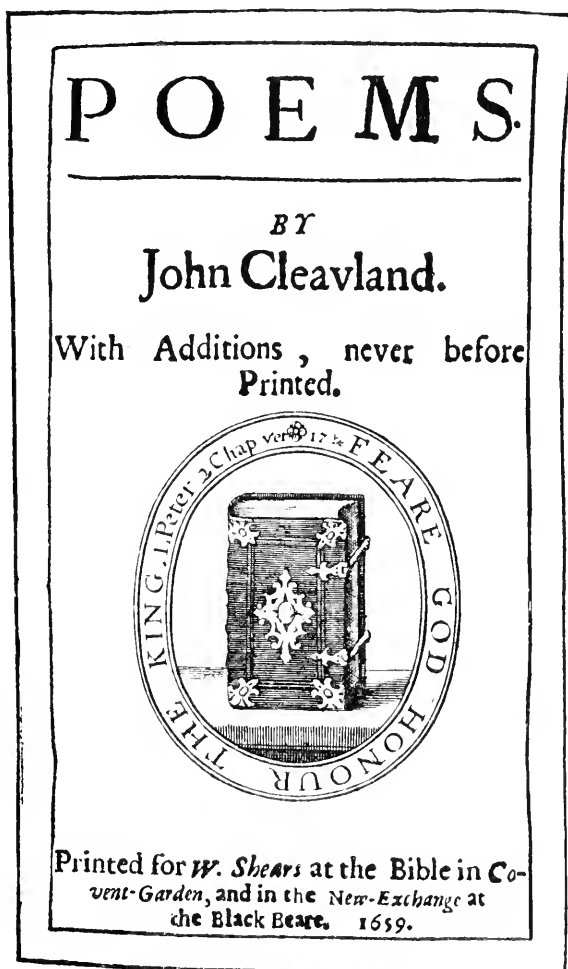 POEMS.
BY
John Cleavland.
With Additions, never before
Printed.
FEARE GOD HONOUR THE KING. 1 Peter 2 Chap ver 17
Printed for W. Shears at the Bible in Co-
vent-Garden, and in the New-Exchange at
the Black Beare. 1659.